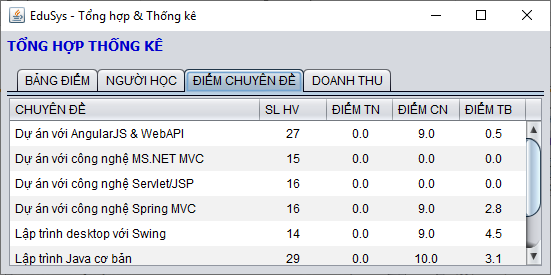 EduSys - Tổng hợp & Thống kê
TỔNG HỢP THỐNG KÊ
BẢNG ĐIỂM NGƯỜI HỌC ĐIỂM CHUYÊN ĐỀ DOANH THU
CHUYÊN ĐỀ SL HV ĐIỂM TN ĐIỂM CN ĐIỂM TB
Dự án với AngularJS & WebAPI 27 0.0 9.0 0.5
Dự án với công nghệ MS.NET MVC 15 0.0 0.0 0.0
Dự án với công nghệ Servlet/JSP 16 0.0 0.0 0.0
Dự án với công nghệ Spring MVC 16 0.0 9.0 2.8
Lập trình desktop với Swing 14 0.0 9.0 4.5
Lập trình Java cơ bản 29 0.0 10.0 3.1